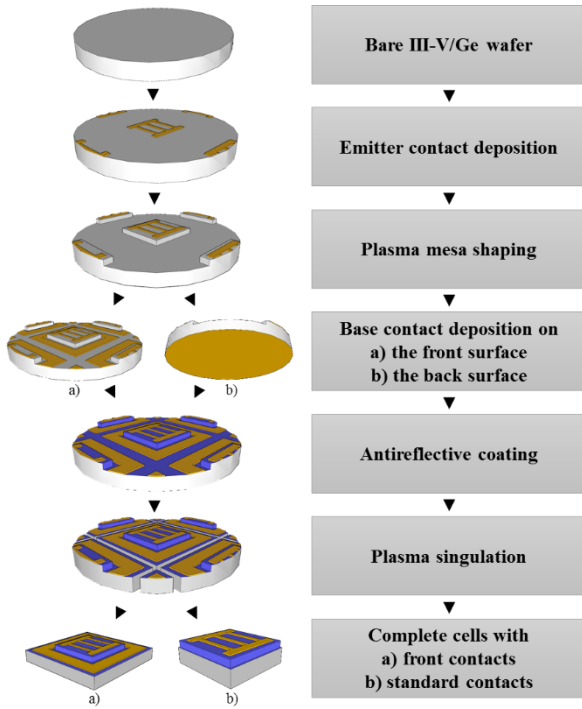 Bare III-V/Ge wafer
Emitter contact deposition
Plasma mesa shaping
Base contact deposition on
a) the front surface
b) the back surface
a)
b)
Antireflective coating
Plasma singulation
Complete cells with
a) front contacts
b) standard contacts
a)
b)